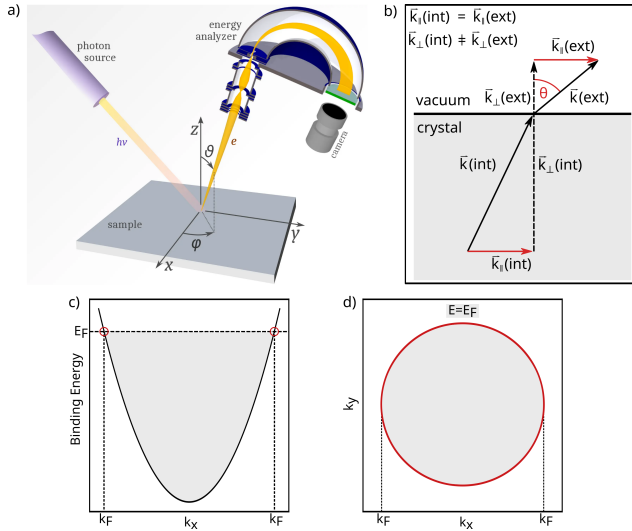 a)
photon
source
energy
analyzer
camera
hν
e
z
ϑ
sample
φ
x
y
b)
k̄∥(int) = k̄∥(ext)
k̄⊥(int) ≠ k̄⊥(ext)
k̄∥(ext)
θ
k̄⊥(ext)
k̄(ext)
vacuum
crystal
k̄(int)
k̄⊥(int)
k̄∥(int)
c)
EF
Binding Energy
kF
kx
kF
d)
E=EF
ky
kF
kx
kF